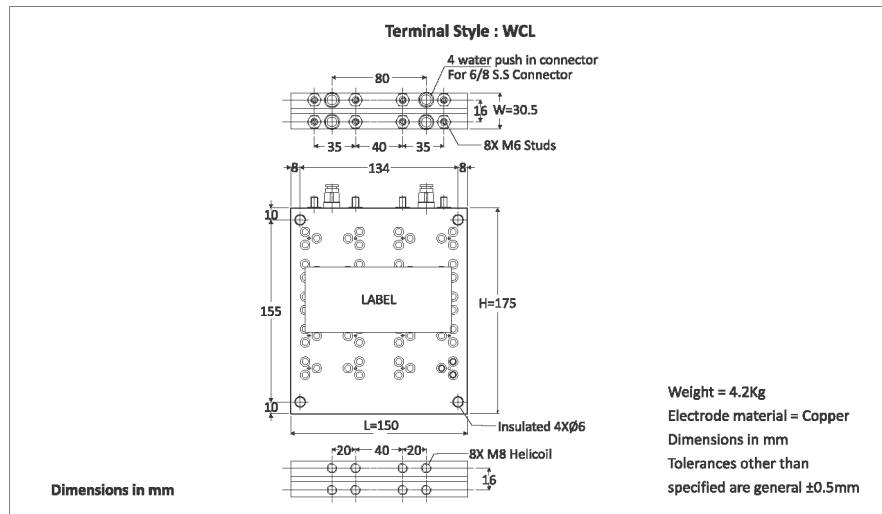 Terminal Style : WCL
4 water push in connector
For 6/8 S.S Connector
80
16
W=30.5
8X M6 Studs
35
40
35
8
134
8
10
155
LABEL
H=175
10
L=150
Insulated 4XØ6
20
40
20
8X M8 Helicoil
16
Dimensions in mm
Weight = 4.2Kg
Electrode material = Copper
Dimensions in mm
Tolerances other than
specified are general ±0.5mm